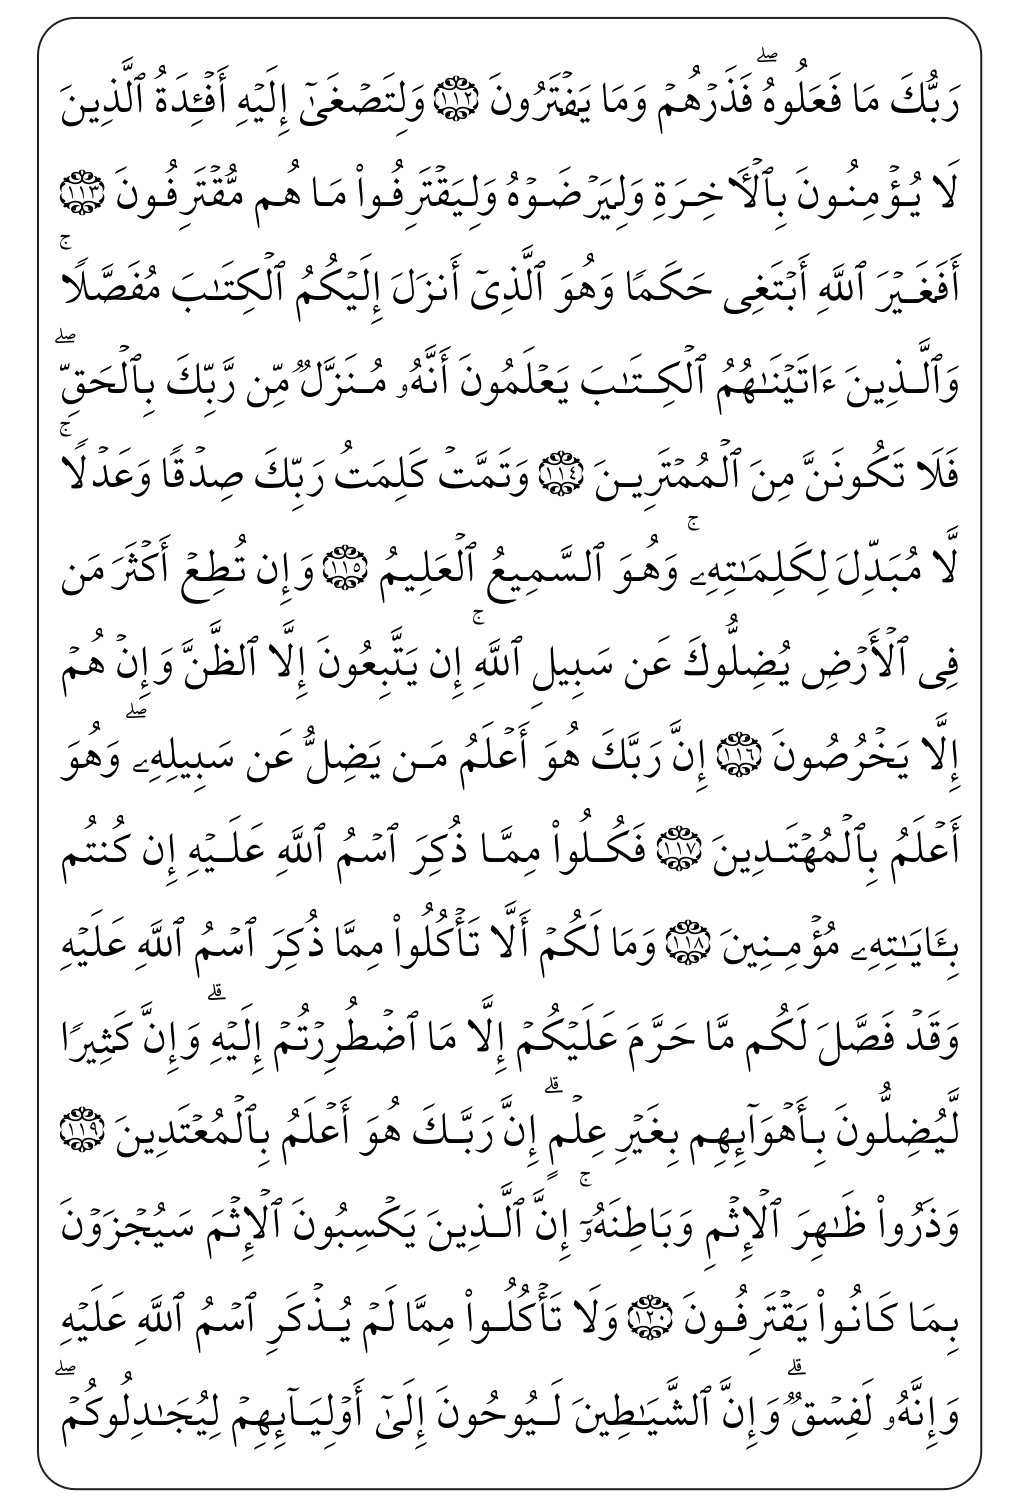 رَبُّكَ مَا فَعَلُوهُۖ فَذَرۡهُمۡ وَمَا يَفۡتَرُونَ ١١٢ وَلِتَصۡغَىٰٓ إِلَيۡهِ أَفۡـِٔدَةُ ٱلَّذِينَ
لَا يُؤۡمِنُونَ بِٱلۡأٓخِرَةِ وَلِيَرۡضَوۡهُ وَلِيَقۡتَرِفُواْ مَا هُم مُّقۡتَرِفُونَ ١١٣
أَفَغَيۡرَ ٱللَّهِ أَبۡتَغِي حَكَمٗا وَهُوَ ٱلَّذِيٓ أَنزَلَ إِلَيۡكُمُ ٱلۡكِتَٰبَ مُفَصَّلٗاۚ
وَٱلَّذِينَ ءَاتَيۡنَٰهُمُ ٱلۡكِتَٰبَ يَعۡلَمُونَ أَنَّهُۥ مُنَزَّلٞ مِّن رَّبِّكَ بِٱلۡحَقِّۖ
فَلَا تَكُونَنَّ مِنَ ٱلۡمُمۡتَرِينَ ١١٤ وَتَمَّتۡ كَلِمَتُ رَبِّكَ صِدۡقٗا وَعَدۡلٗاۚ
لَّا مُبَدِّلَ لِكَلِمَٰتِهِۦۚ وَهُوَ ٱلسَّمِيعُ ٱلۡعَلِيمُ ١١٥ وَإِن تُطِعۡ أَكۡثَرَ مَن
فِي ٱلۡأَرۡضِ يُضِلُّوكَ عَن سَبِيلِ ٱللَّهِۚ إِن يَتَّبِعُونَ إِلَّا ٱلظَّنَّ وَإِنۡ هُمۡ
إِلَّا يَخۡرُصُونَ ١١٦ إِنَّ رَبَّكَ هُوَ أَعۡلَمُ مَن يَضِلُّ عَن سَبِيلِهِۦۖ وَهُوَ
أَعۡلَمُ بِٱلۡمُهۡتَدِينَ ١١٧ فَكُلُواْ مِمَّا ذُكِرَ ٱسۡمُ ٱللَّهِ عَلَيۡهِ إِن كُنتُم
بِـَٔايَٰتِهِۦ مُؤۡمِنِينَ ١١٨ وَمَا لَكُمۡ أَلَّا تَأۡكُلُواْ مِمَّا ذُكِرَ ٱسۡمُ ٱللَّهِ عَلَيۡهِ
وَقَدۡ فَصَّلَ لَكُم مَّا حَرَّمَ عَلَيۡكُمۡ إِلَّا مَا ٱضۡطُرِرۡتُمۡ إِلَيۡهِۗ وَإِنَّ كَثِيرٗا
لَّيُضِلُّونَ بِأَهۡوَآئِهِم بِغَيۡرِ عِلۡمٍۚ إِنَّ رَبَّكَ هُوَ أَعۡلَمُ بِٱلۡمُعۡتَدِينَ ١١٩
وَذَرُواْ ظَٰهِرَ ٱلۡإِثۡمِ وَبَاطِنَهُۥٓۚ إِنَّ ٱلَّذِينَ يَكۡسِبُونَ ٱلۡإِثۡمَ سَيُجۡزَوۡنَ
بِمَا كَانُواْ يَقۡتَرِفُونَ ١٢٠ وَلَا تَأۡكُلُواْ مِمَّا لَمۡ يُذۡكَرِ ٱسۡمُ ٱللَّهِ عَلَيۡهِ
وَإِنَّهُۥ لَفِسۡقٞۗ وَإِنَّ ٱلشَّيَٰطِينَ لَيُوحُونَ إِلَىٰٓ أَوۡلِيَآئِهِمۡ لِيُجَٰدِلُوكُمۡۖ